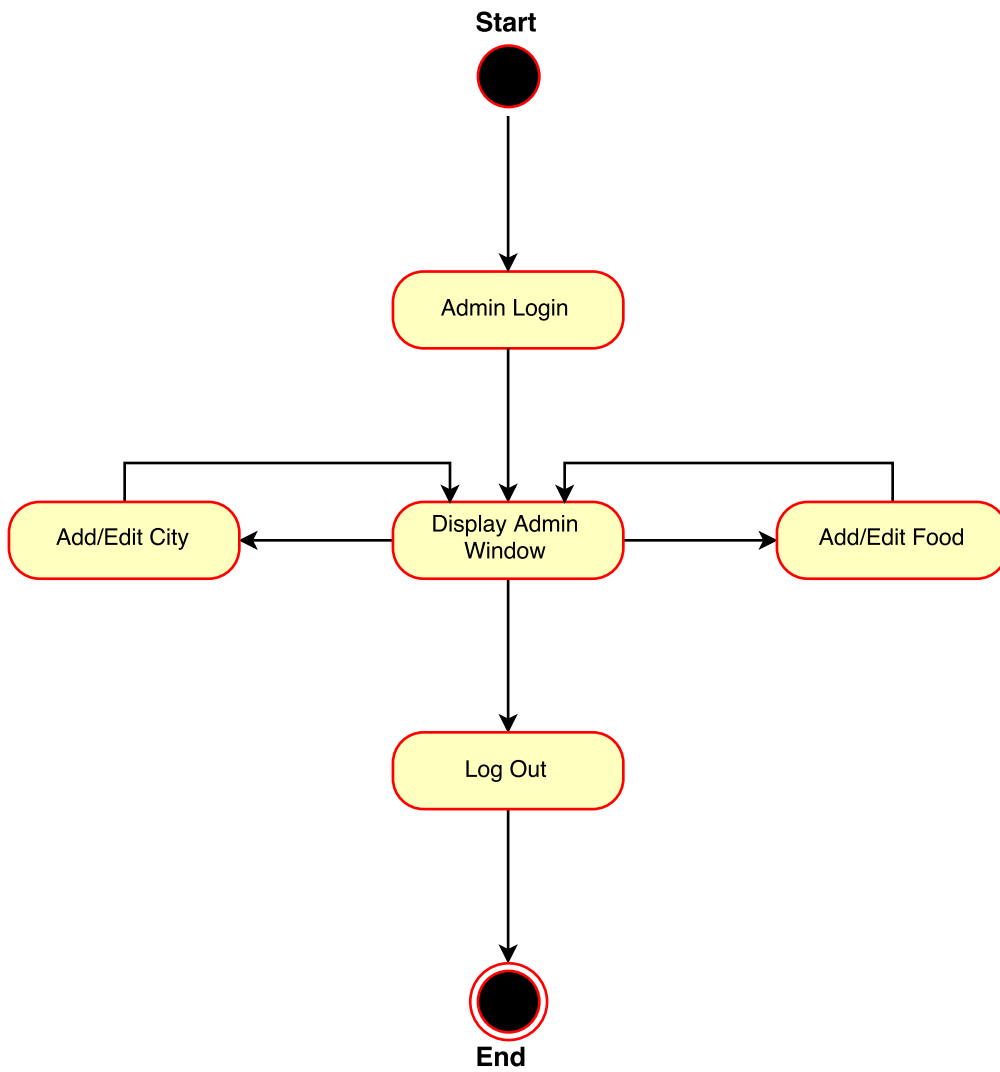 Start
Admin Login
Add/Edit City
Display Admin
Window
Add/Edit Food
Log Out
End